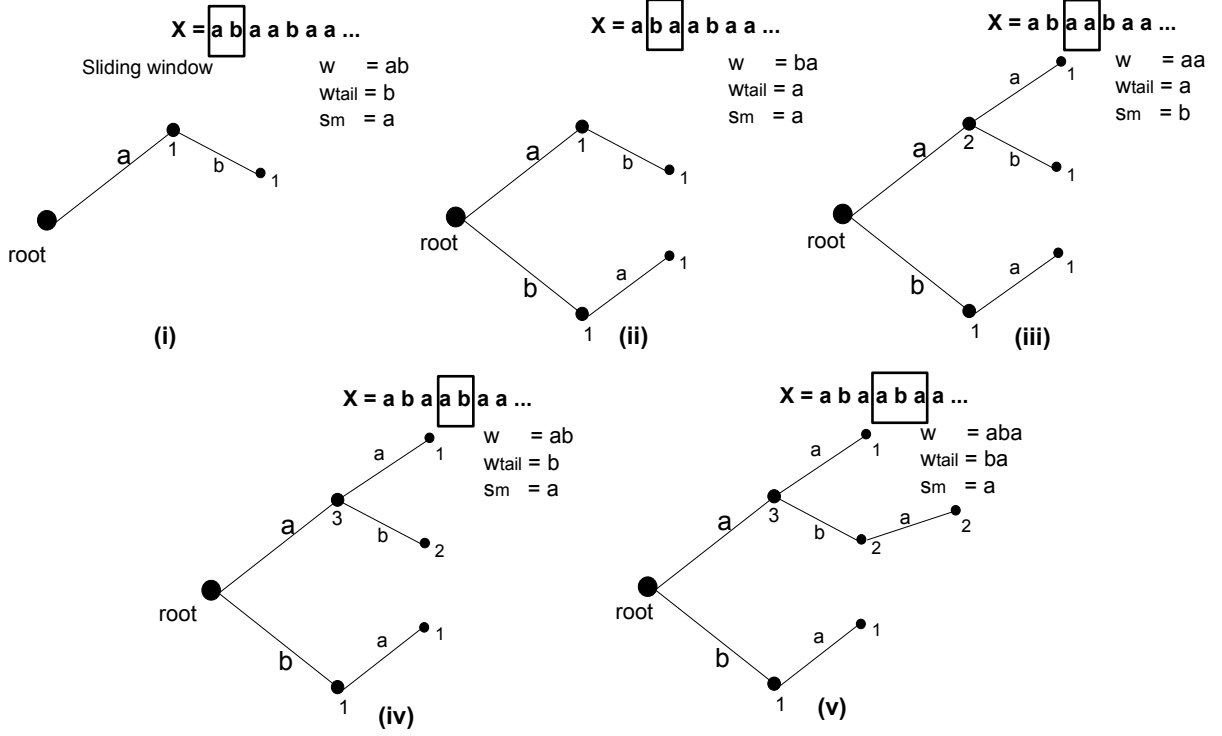 X = a b a a b a a ...
Sliding window
w = ab
wtail = b
sm = a
a
1
b
1
root
(i)
X = a b a a b a a ...
w = ba
wtail = a
sm = a
a
1
b
1
root
b
a
1
1
(ii)
X = a b a a b a a ...
w = aa
wtail = a
sm = b
a
1
a
2
b
1
root
b
a
1
1
(iii)
X = a b a a b a a ...
w = ab
wtail = b
sm = a
a
1
a
3
b
2
root
b
a
1
1
(iv)
X = a b a a b a a ...
w = aba
wtail = ba
sm = a
a
1
a
3
b
2
a
2
root
b
a
1
1
(v)